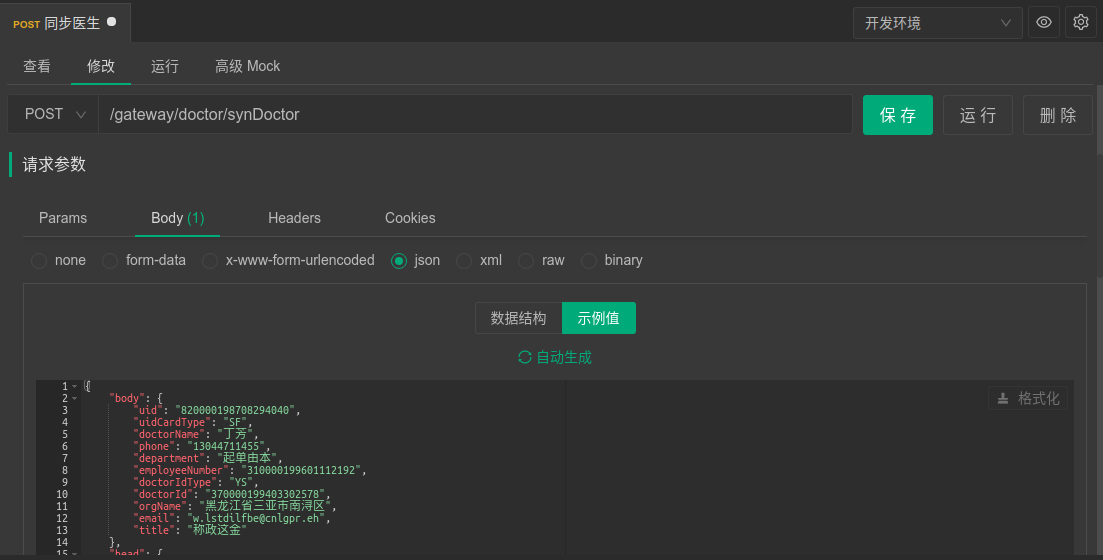 POST 同步医生
开发环境
查看 修改 运行 高级 Mock
POST /gateway/doctor/synDoctor 保 存 运 行 删 除
请求参数
Params Body (1) Headers Cookies
none form-data x-www-form-urlencoded json xml raw binary
数据结构 示例值
自动生成
格式化
1 {
2 "body": {
3 "uid": "820000198708294040",
4 "uidCardType": "SF",
5 "doctorName": "丁芳",
6 "phone": "13044711455",
7 "department": "起单由本",
8 "employeeNumber": "310000199601112192",
9 "doctorIdType": "YS",
10 "doctorId": "370000199403302578",
11 "orgName": "黑龙江省三亚市南浔区",
12 "email": "w.lstdilfbe@cnlgpr.eh",
13 "title": "称政这金"
14 },
15 "head": {